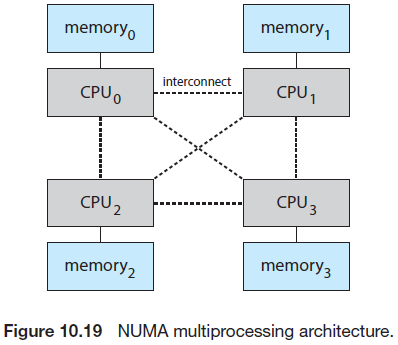 memory₀ memory₁
interconnect
CPU₀ CPU₁
CPU₂ CPU₃
memory₂ memory₃
Figure 10.19 NUMA multiprocessing architecture.